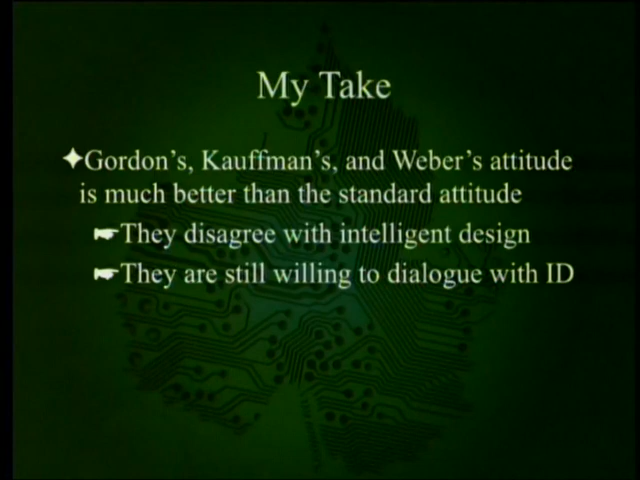 My Take
Gordon's, Kauffman's, and Weber's attitude
is much better than the standard attitude
They disagree with intelligent design
They are still willing to dialogue with ID